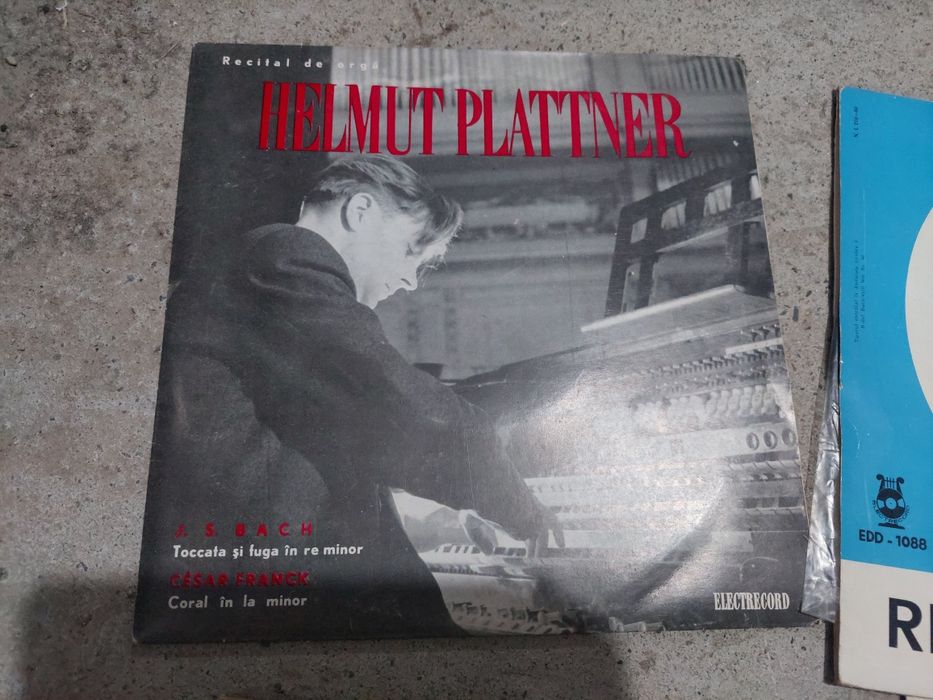 Recital de orgă
HELMUT PLATTNER
J. S. BACH
Toccata și fuga în re minor
CÉSAR FRANCK
Coral în la minor
ELECTRECORD
EDD - 1088